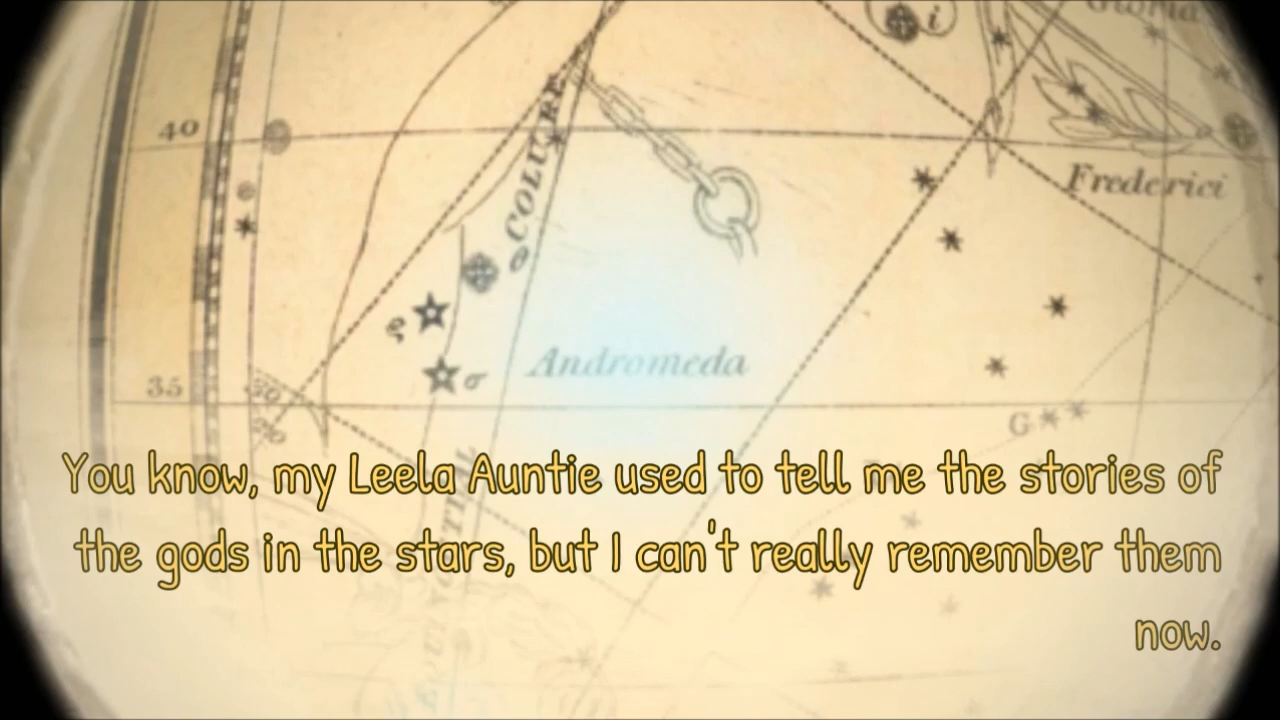 i
Gloria
40
COLURE
Frederici
θ
ρ
σ
Andromeda
35
G
You know, my Leela Auntie used to tell me the stories of
the gods in the stars, but I can't really remember them
now.